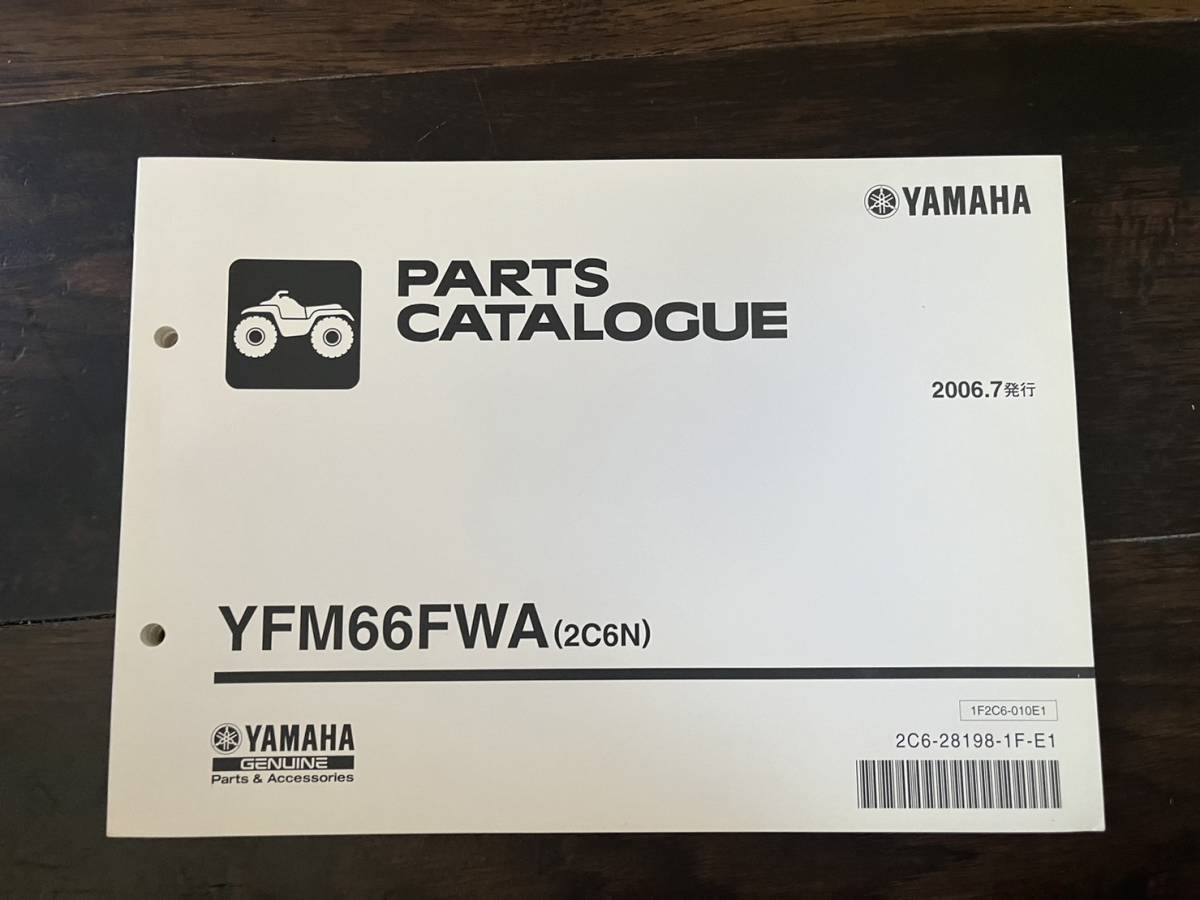 YAMAHA
PARTS
CATALOGUE
2006.7発行
YFM66FWA(2C6N)
1F2C6-010E1
2C6-28198-1F-E1
YAMAHA
GENUINE
Parts & Accessories